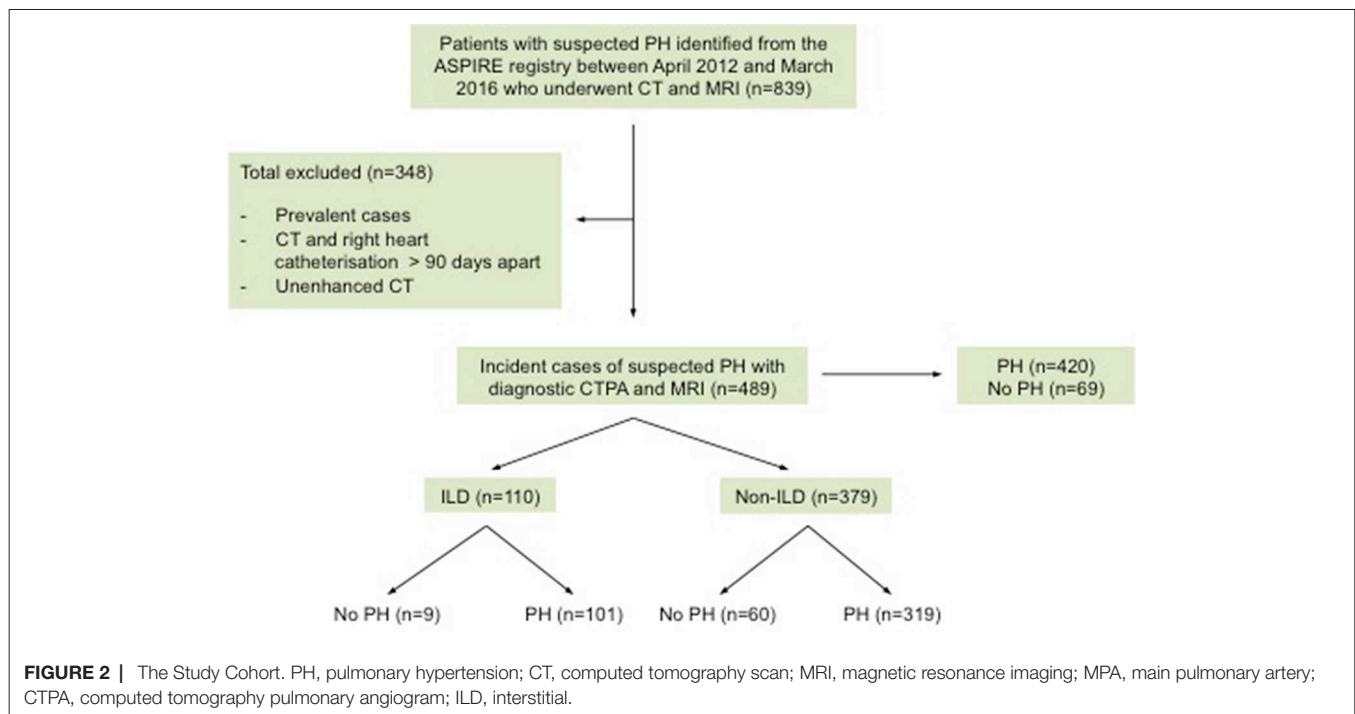 Patients with suspected PH identified from the
ASPIRE registry between April 2012 and March
2016 who underwent CT and MRI (n=839)
Total excluded (n=348)
- Prevalent cases
- CT and right heart
catheterisation > 90 days apart
- Unenhanced CT
Incident cases of suspected PH with
diagnostic CTPA and MRI (n=489)
PH (n=420)
No PH (n=69)
ILD (n=110)
Non-ILD (n=379)
No PH (n=9)
PH (n=101)
No PH (n=60)
PH (n=319)
FIGURE 2 | The Study Cohort. PH, pulmonary hypertension; CT, computed tomography scan; MRI, magnetic resonance imaging; MPA, main pulmonary artery;
CTPA, computed tomography pulmonary angiogram; ILD, interstitial.